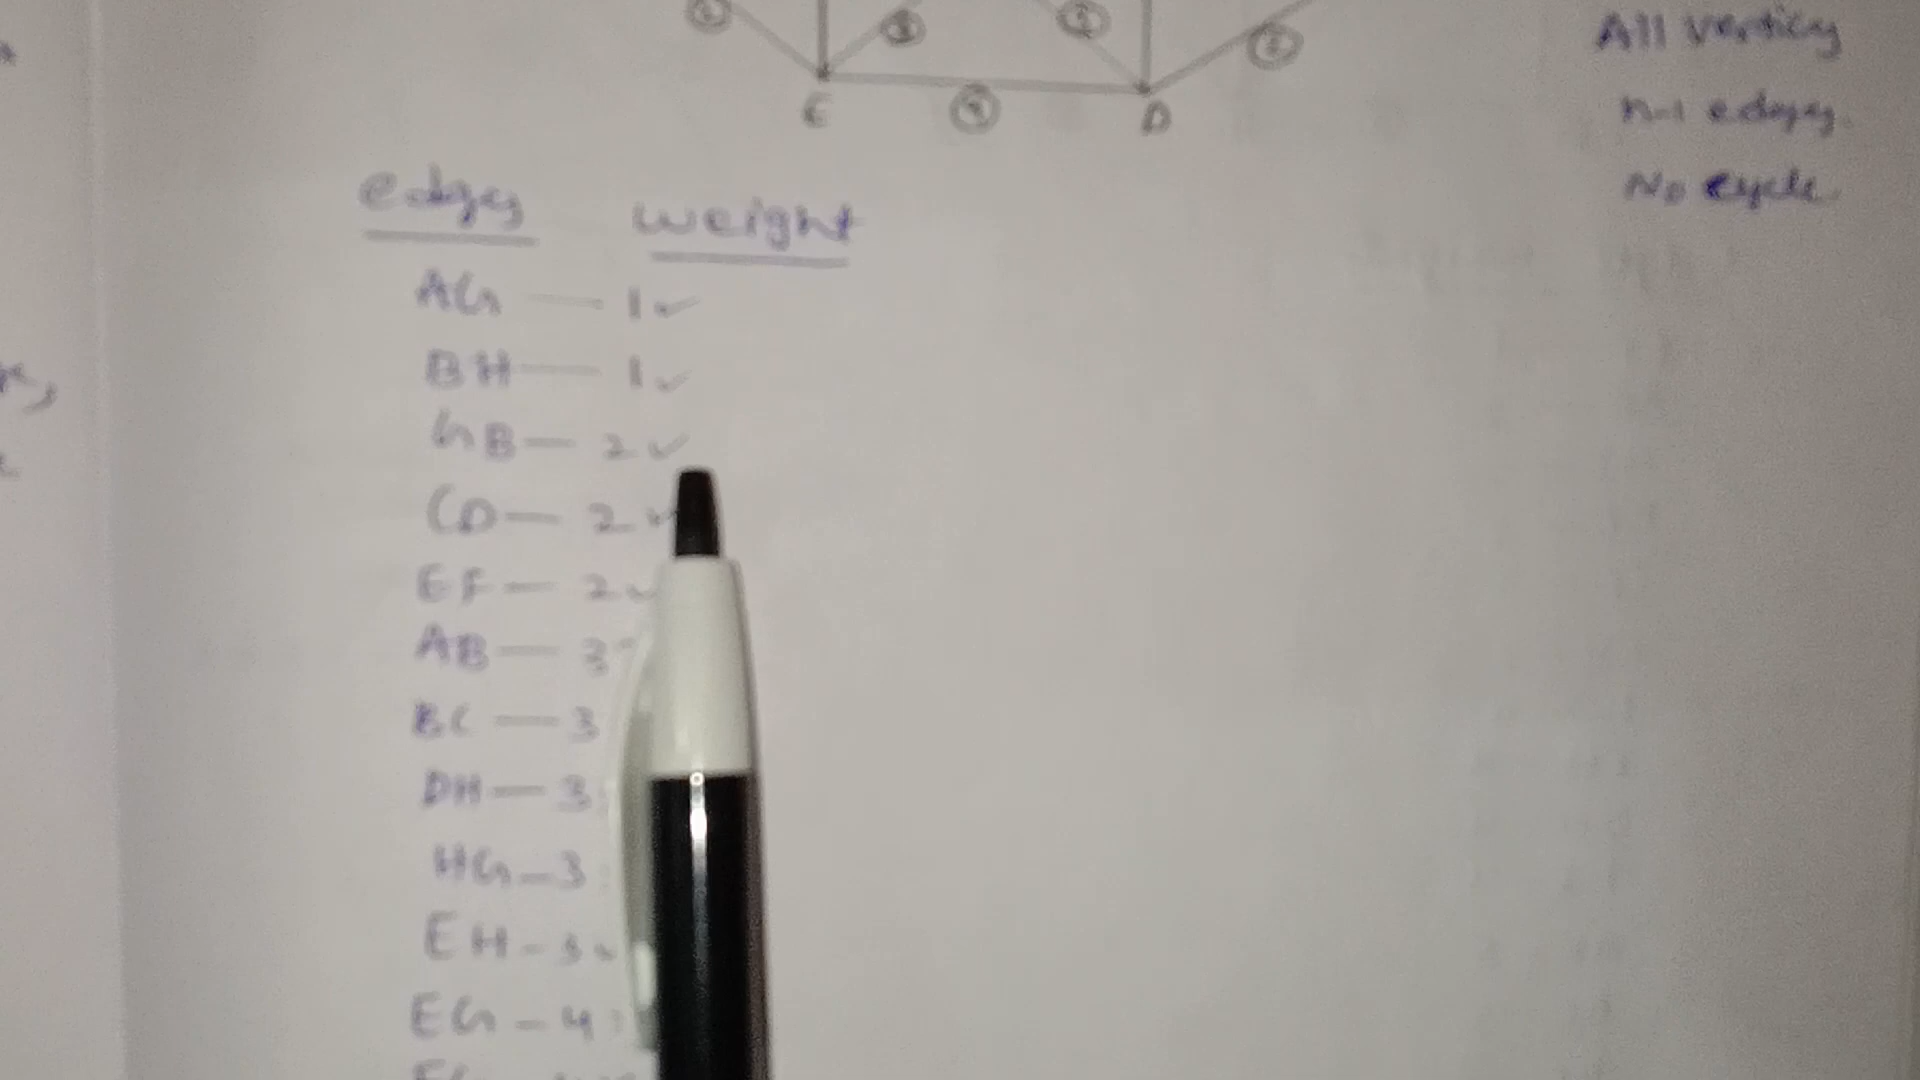 All vertices
n-1 edges.
No cycle.
E
D
edges weight
AG — 1 ✓
BH — 1 ✓
GB — 2 ✓
CD — 2 ✓
EF — 2 ✓
AB — 3
BC — 3
DH — 3
HG — 3
EH - 3 ✓
EG - 4